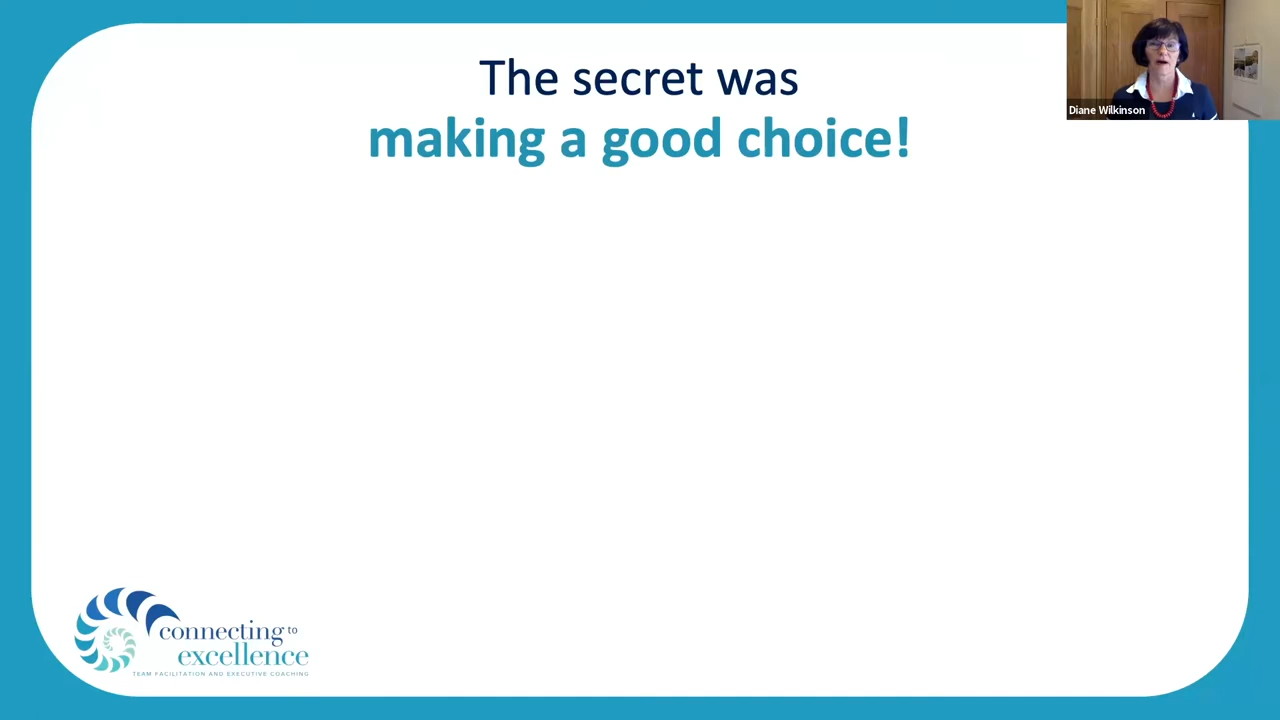 The secret was
making a good choice!
Diane Wilkinson
connecting to
excellence
TEAM FACILITATION AND EXECUTIVE COACHING